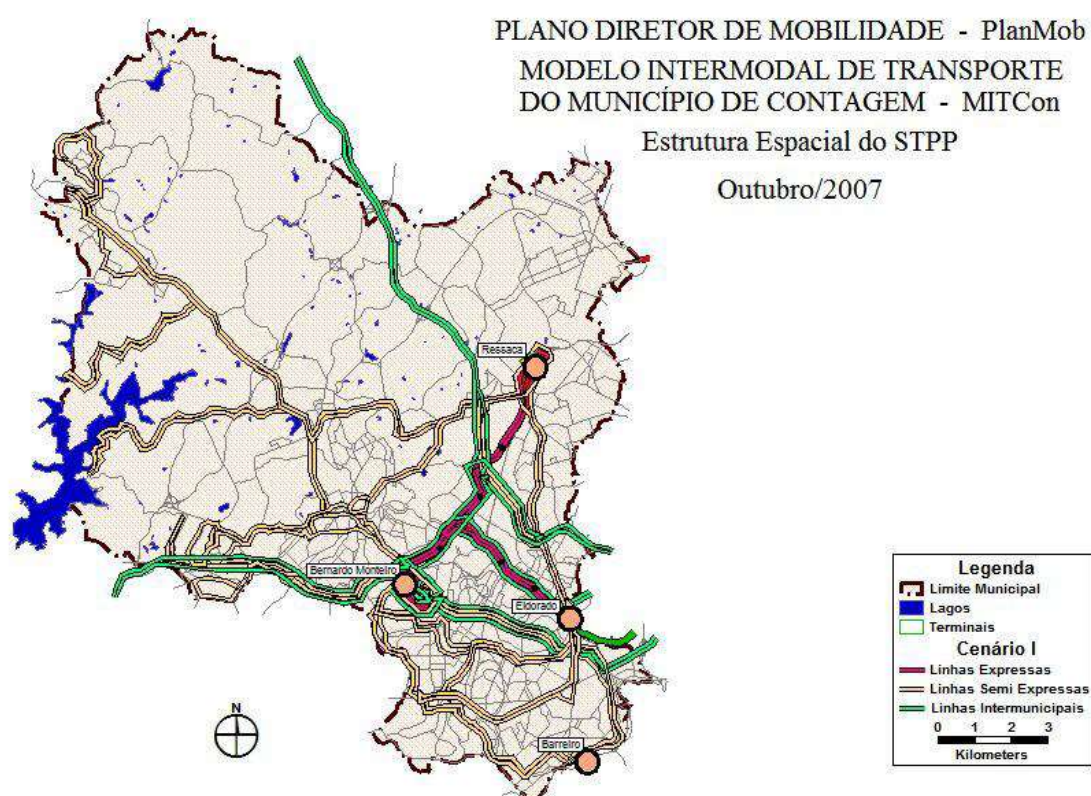 PLANO DIRETOR DE MOBILIDADE - PlanMob
MODELO INTERMODAL DE TRANSPORTE
DO MUNICÍPIO DE CONTAGEM - MITCon
Estrutura Espacial do STPP
Outubro/2007
Ressaca
Bernardo Monteiro
Eldorado
Barreiro
N
Legenda
Limite Municipal
Lagos
Terminais
Cenário I
Linhas Expressas
Linhas Semi Expressas
Linhas Intermunicipais
0 1 2 3
Kilometers